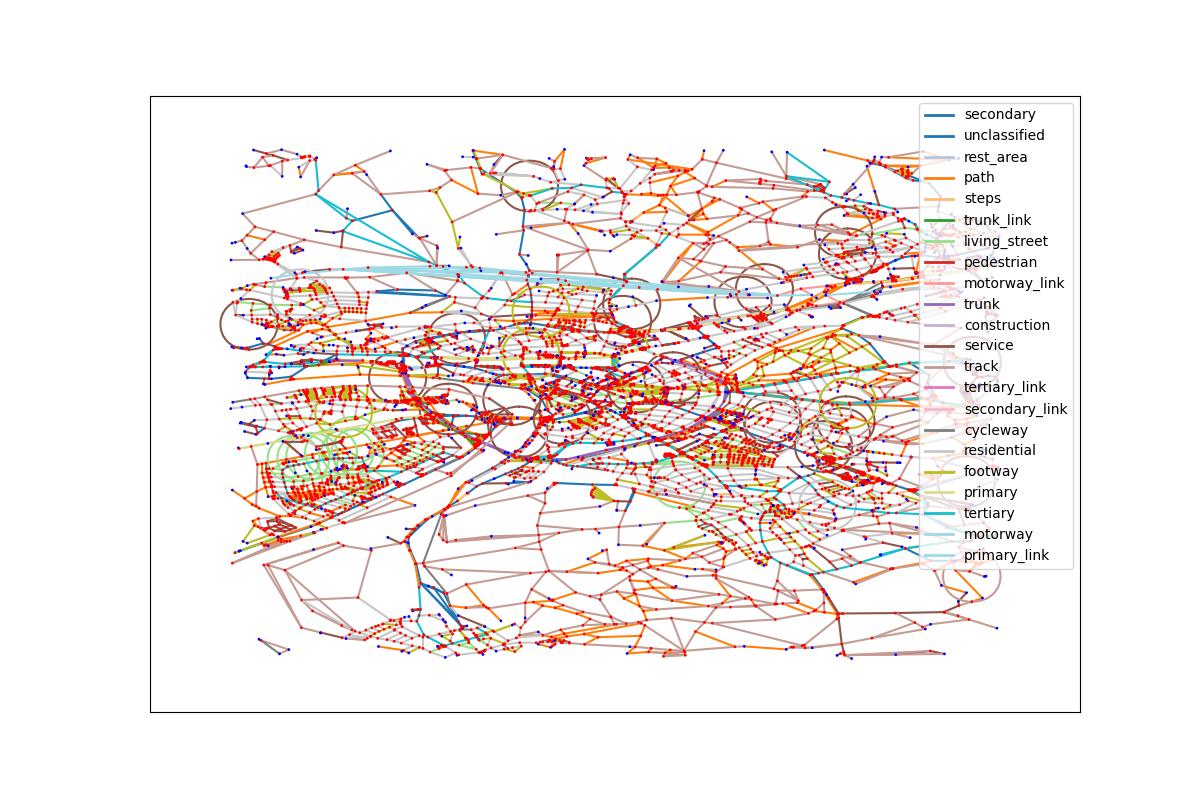 secondary
unclassified
rest_area
path
steps
trunk_link
living_street
pedestrian
motorway_link
trunk
construction
service
track
tertiary_link
secondary_link
cycleway
residential
footway
primary
tertiary
motorway
primary_link